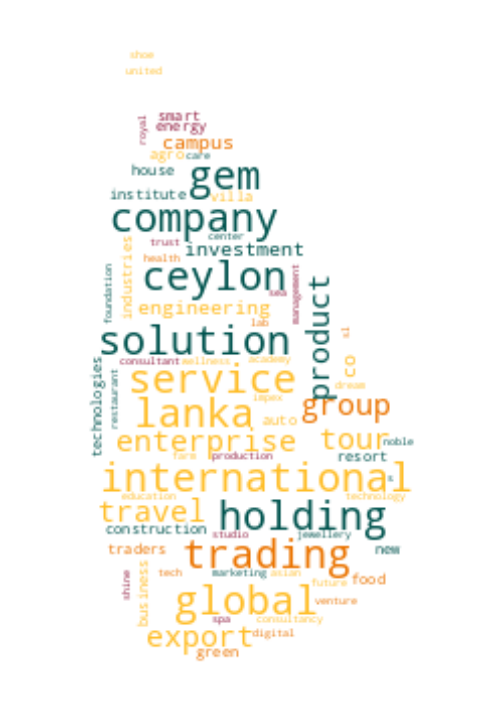 shoe
united
royal
smart
energy
campus
agro
care
house
gem
institute
villa
company
center
trust
investment
health
industries
foundation
ceylon
sea
management
product
engineering
lab
sl
solution
consultant
wellness
academy
co
technologies
restaurant
service
dream
impex
lanka
group
auto
enterprise
tour
noble
farm
production
resort
international
s
education
technology
travel
holding
construction
studio
jewellery
traders
trading
new
shine
business
tech
marketing
asian
future
food
global
venture
spa
consultancy
export
digital
green